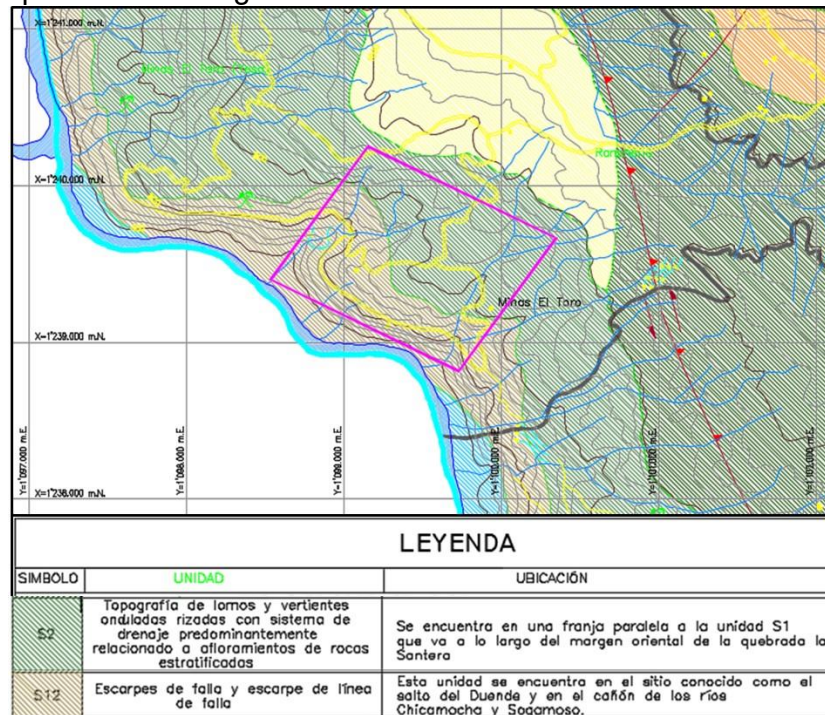 X=1'241.000 m.N.
X=1'240.000 m.N.
Minas El Toro
X=1'239.000 m.N.
Y=1'097.000 m.E.
Y=1'098.000 m.E.
Y=1'099.000 m.E.
Y=1'100.000 m.E.
Y=1'101.000 m.E.
X=1'238.000 m.N.
LEYENDA
SIMBOLO UNIDAD UBICACIÓN
S2
Topografía de lomos y vertientes
onduladas rizadas con sistema de
drenaje predominantemente
relacionado a afloramientos de rocas
estratificadas
Se encuentra en una franja paralela a la unidad S1
que va a lo largo del margen oriental de la quebrada la
Santera
S12
Escarpes de falla y escarpe de línea
de falla
Esta unidad se encuentra en el sitio conocido como el
salto del Duende y en el cañón de los ríos
Chicamocha y Sogamoso.